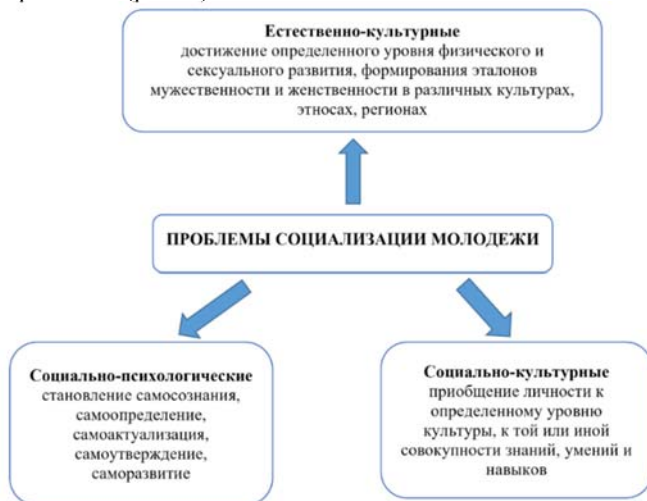 Естественно-культурные
достижение определенного уровня физического и
сексуального развития, формирования эталонов
мужественности и женственности в различных культурах,
этносах, регионах
ПРОБЛЕМЫ СОЦИАЛИЗАЦИИ МОЛОДЕЖИ
Социально-психологические
становление самосознания,
самоопределение,
самоактуализация,
самоутверждение,
саморазвитие
Социально-культурные
приобщение личности к
определенному уровню
культуры, к той или иной
совокупности знаний, умений и
навыков